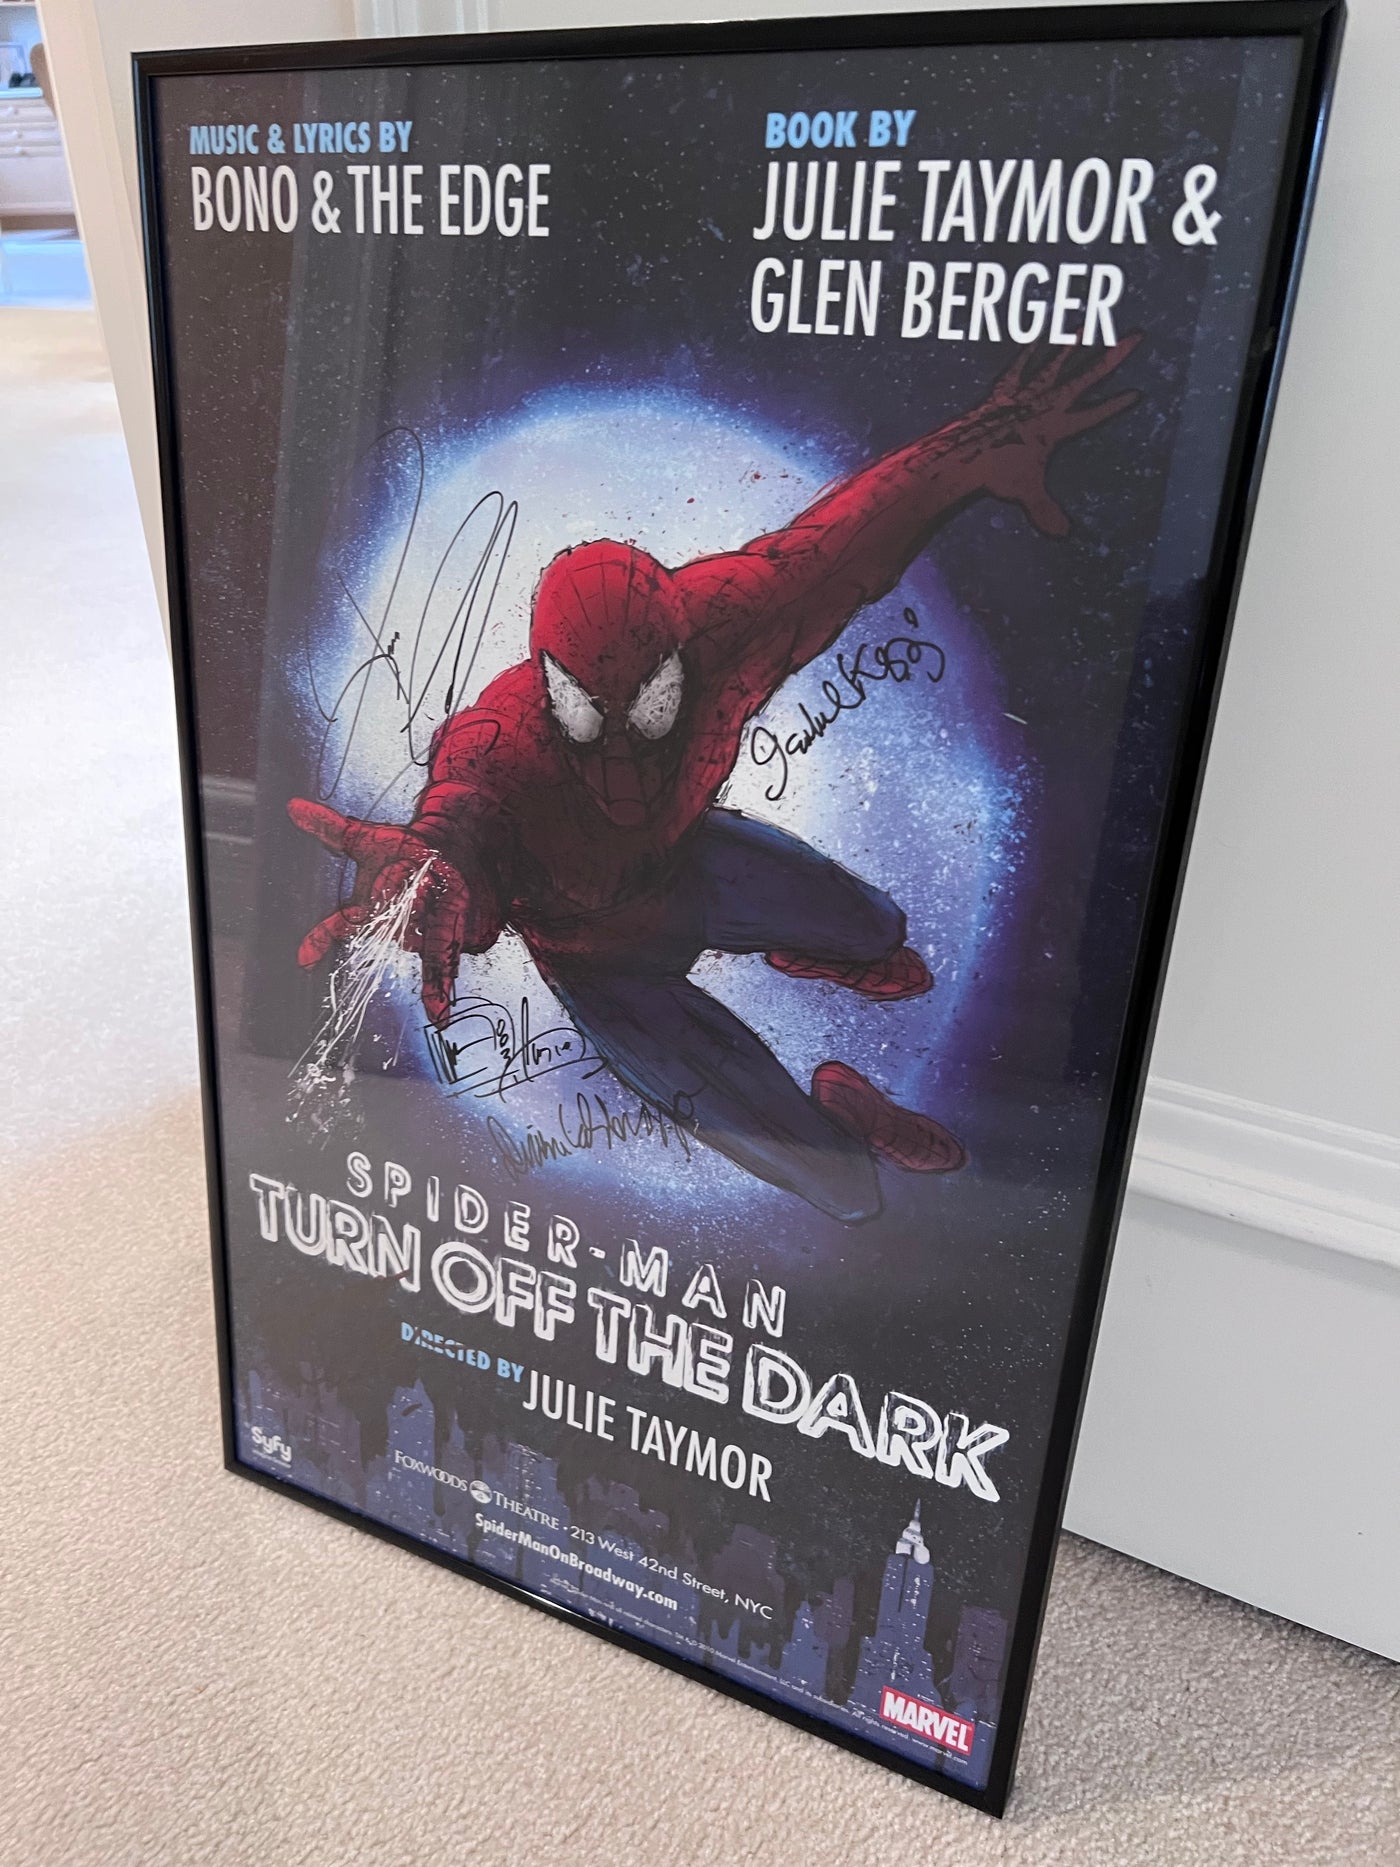 MUSIC & LYRICS BY
BONO & THE EDGE
BOOK BY
JULIE TAYMOR &
GLEN BERGER
SPIDER-MAN
TURN OFF THE DARK
DIRECTED BY JULIE TAYMOR
Syfy
FOXWOODS THEATRE · 213 West 42nd Street, NYC
SpiderManOnBroadway.com
MARVEL